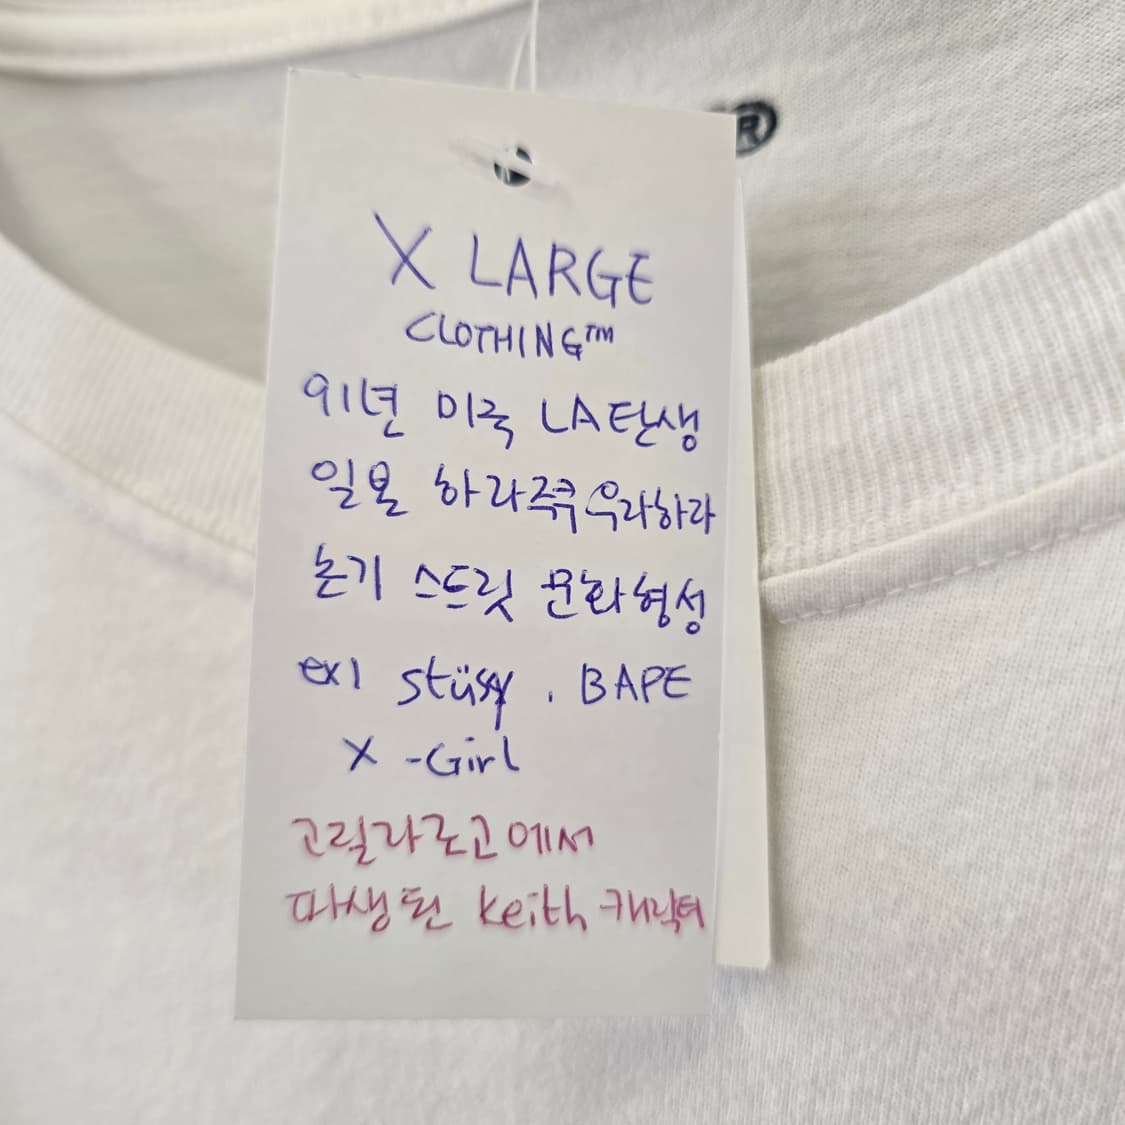 X LARGE
CLOTHING™
91년 미국 LA탄생
일본 하라주쿠 우라하라
초기 스트릿 문화형성
ex) stüssy . BAPE
X -Girl
고릴라로고에서
파생된 keith 캐릭터
®